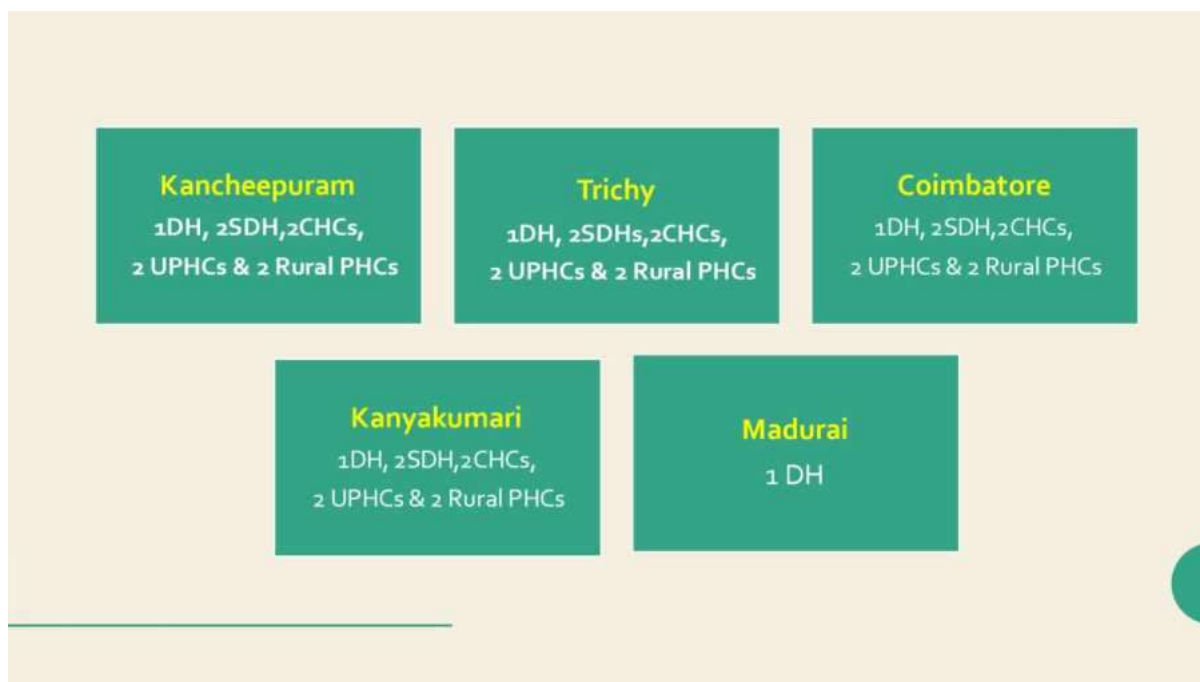 Kancheepuram
1DH, 2SDH,2CHCs,
2 UPHCs & 2 Rural PHCs
Trichy
1DH, 2SDHs,2CHCs,
2 UPHCs & 2 Rural PHCs
Coimbatore
1DH, 2SDH,2CHCs,
2 UPHCs & 2 Rural PHCs
Kanyakumari
1DH, 2SDH,2CHCs,
2 UPHCs & 2 Rural PHCs
Madurai
1 DH